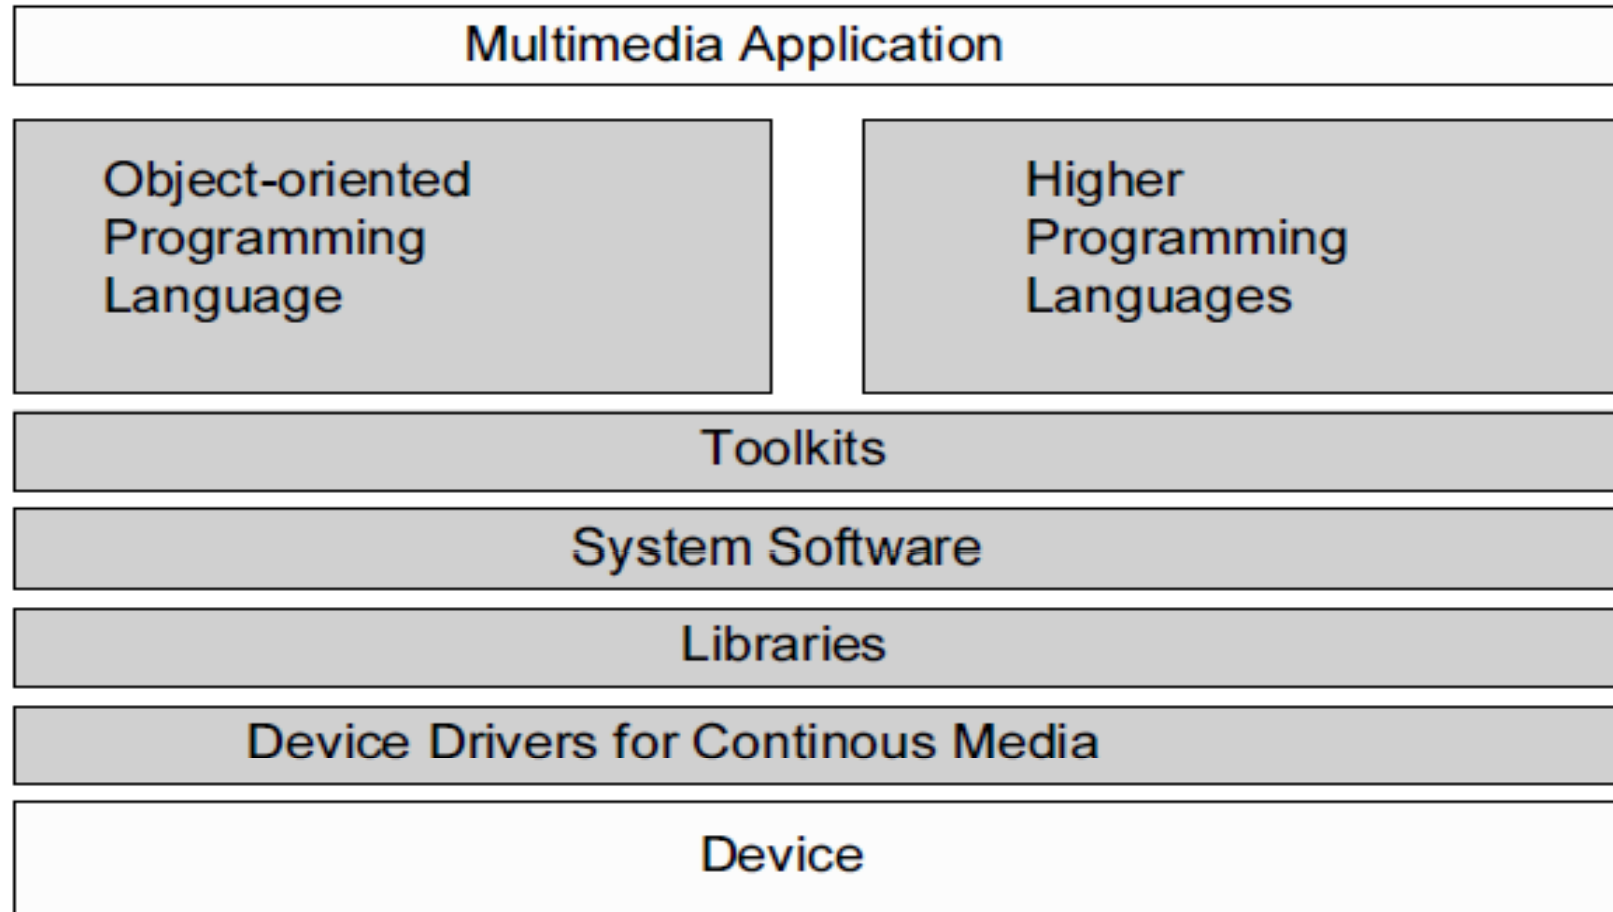 Multimedia Application
Object-oriented
Programming
Language
Higher
Programming
Languages
Toolkits
System Software
Libraries
Device Drivers for Continous Media
Device